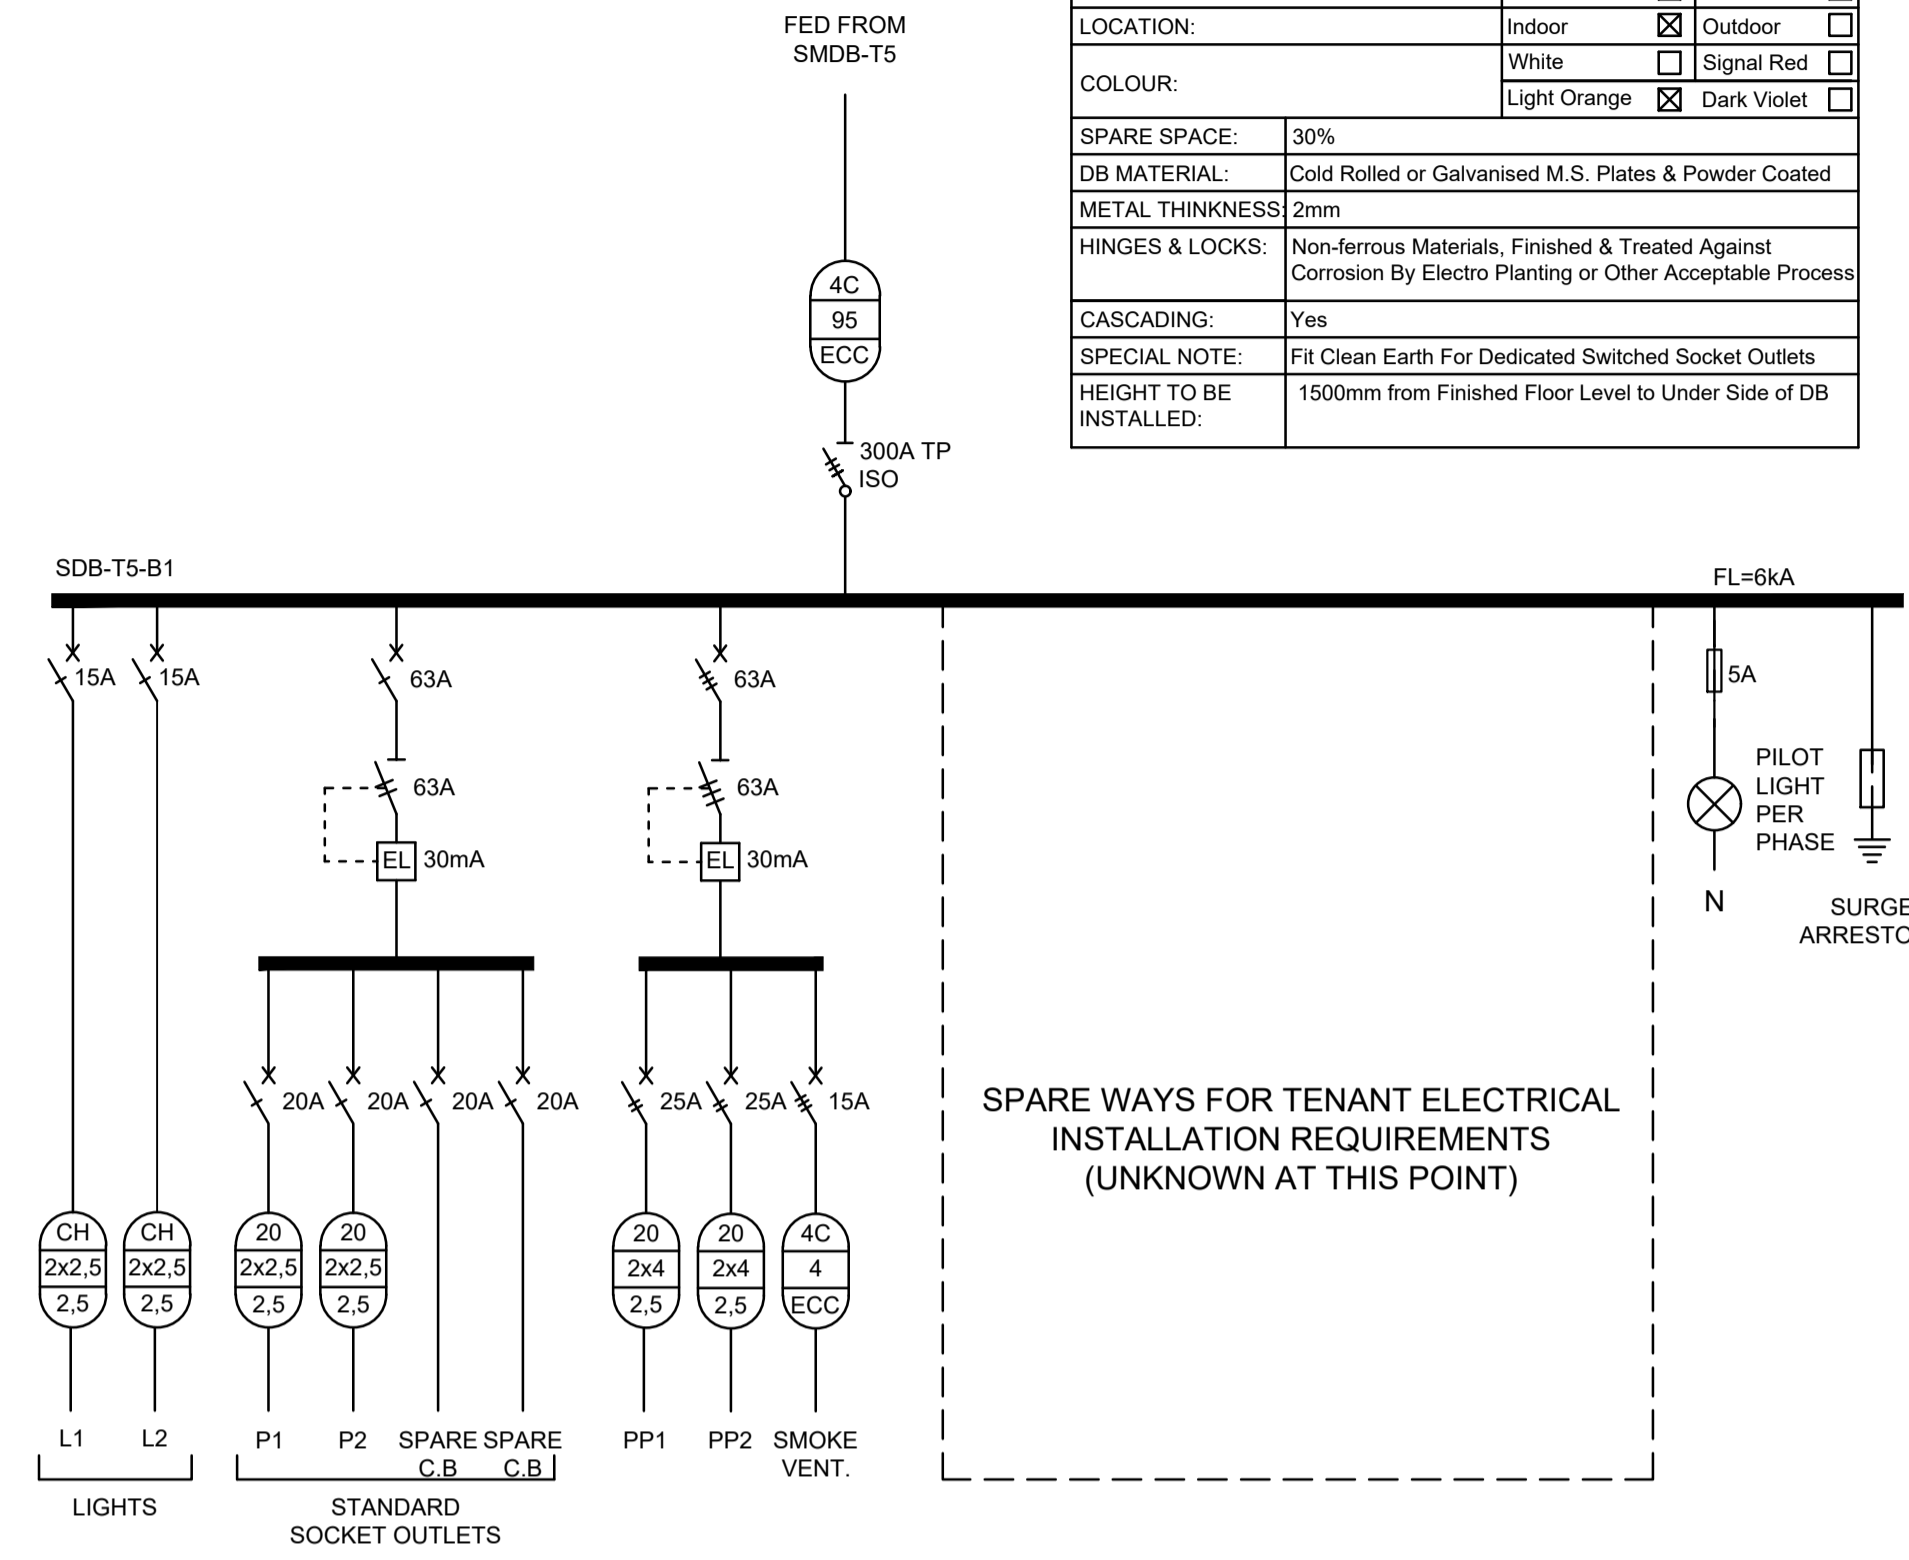 FED FROM
SMDB-T5
LOCATION:
Indoor
Outdoor
COLOUR:
White
Signal Red
Light Orange
Dark Violet
SPARE SPACE:
30%
DB MATERIAL:
Cold Rolled or Galvanised M.S. Plates & Powder Coated
METAL THINKNESS:
2mm
HINGES & LOCKS:
Non-ferrous Materials, Finished & Treated Against
Corrosion By Electro Planting or Other Acceptable Process
CASCADING:
Yes
SPECIAL NOTE:
Fit Clean Earth For Dedicated Switched Socket Outlets
HEIGHT TO BE
INSTALLED:
1500mm from Finished Floor Level to Under Side of DB
4C
95
ECC
300A TP
ISO
SDB-T5-B1
FL=6kA
15A
15A
63A
63A
5A
63A
63A
EL 30mA
EL 30mA
PILOT
LIGHT
PER
PHASE
N
SURGE
ARRESTO
20A
20A
20A
20A
25A
25A
15A
SPARE WAYS FOR TENANT ELECTRICAL
INSTALLATION REQUIREMENTS
(UNKNOWN AT THIS POINT)
CH
2x2,5
2,5
CH
2x2,5
2,5
20
2x2,5
2,5
20
2x2,5
2,5
20
2x4
2,5
20
2x4
2,5
4C
4
ECC
L1
L2
P1
P2
SPARE
C.B
SPARE
C.B
PP1
PP2
SMOKE
VENT.
LIGHTS
STANDARD
SOCKET OUTLETS